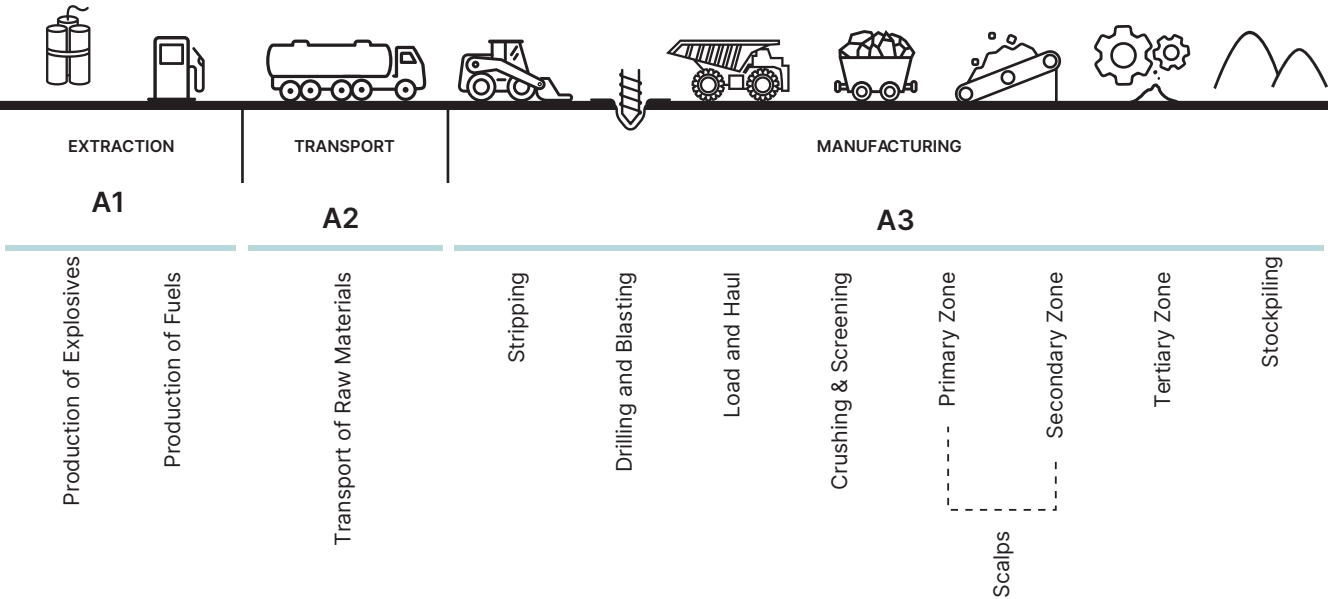 EXTRACTION
TRANSPORT
MANUFACTURING
A1
A2
A3
Production of Explosives
Production of Fuels
Transport of Raw Materials
Stripping
Drilling and Blasting
Load and Haul
Crushing & Screening
Primary Zone
Secondary Zone
Tertiary Zone
Stockpiling
Scalps